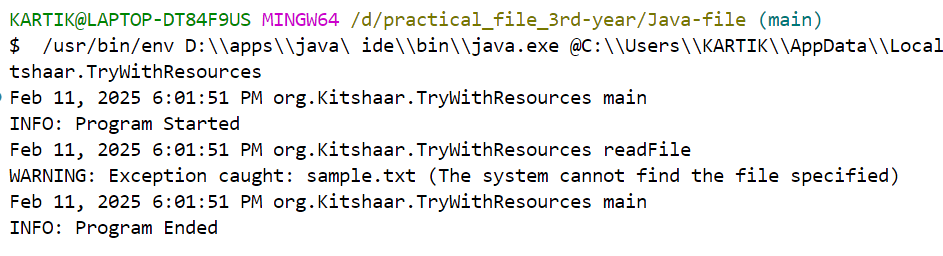 KARTIK@LAPTOP-DT84F9US MINGW64 /d/practical_file_3rd-year/Java-file (main)
$  /usr/bin/env D:\\apps\\java\ ide\\bin\\java.exe @C:\\Users\\KARTIK\\AppData\\Local
tshaar.TryWithResources
Feb 11, 2025 6:01:51 PM org.Kitshaar.TryWithResources main
INFO: Program Started
Feb 11, 2025 6:01:51 PM org.Kitshaar.TryWithResources readFile
WARNING: Exception caught: sample.txt (The system cannot find the file specified)
Feb 11, 2025 6:01:51 PM org.Kitshaar.TryWithResources main
INFO: Program Ended